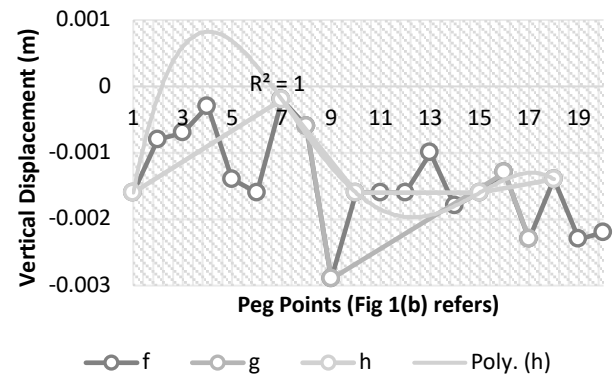 0.001
R² = 1
0
1 3 5 7 9 11 13 15 17 19
-0.001
-0.002
-0.003
Vertical Displacement (m)
Peg Points (Fig 1(b) refers)
f g h Poly. (h)